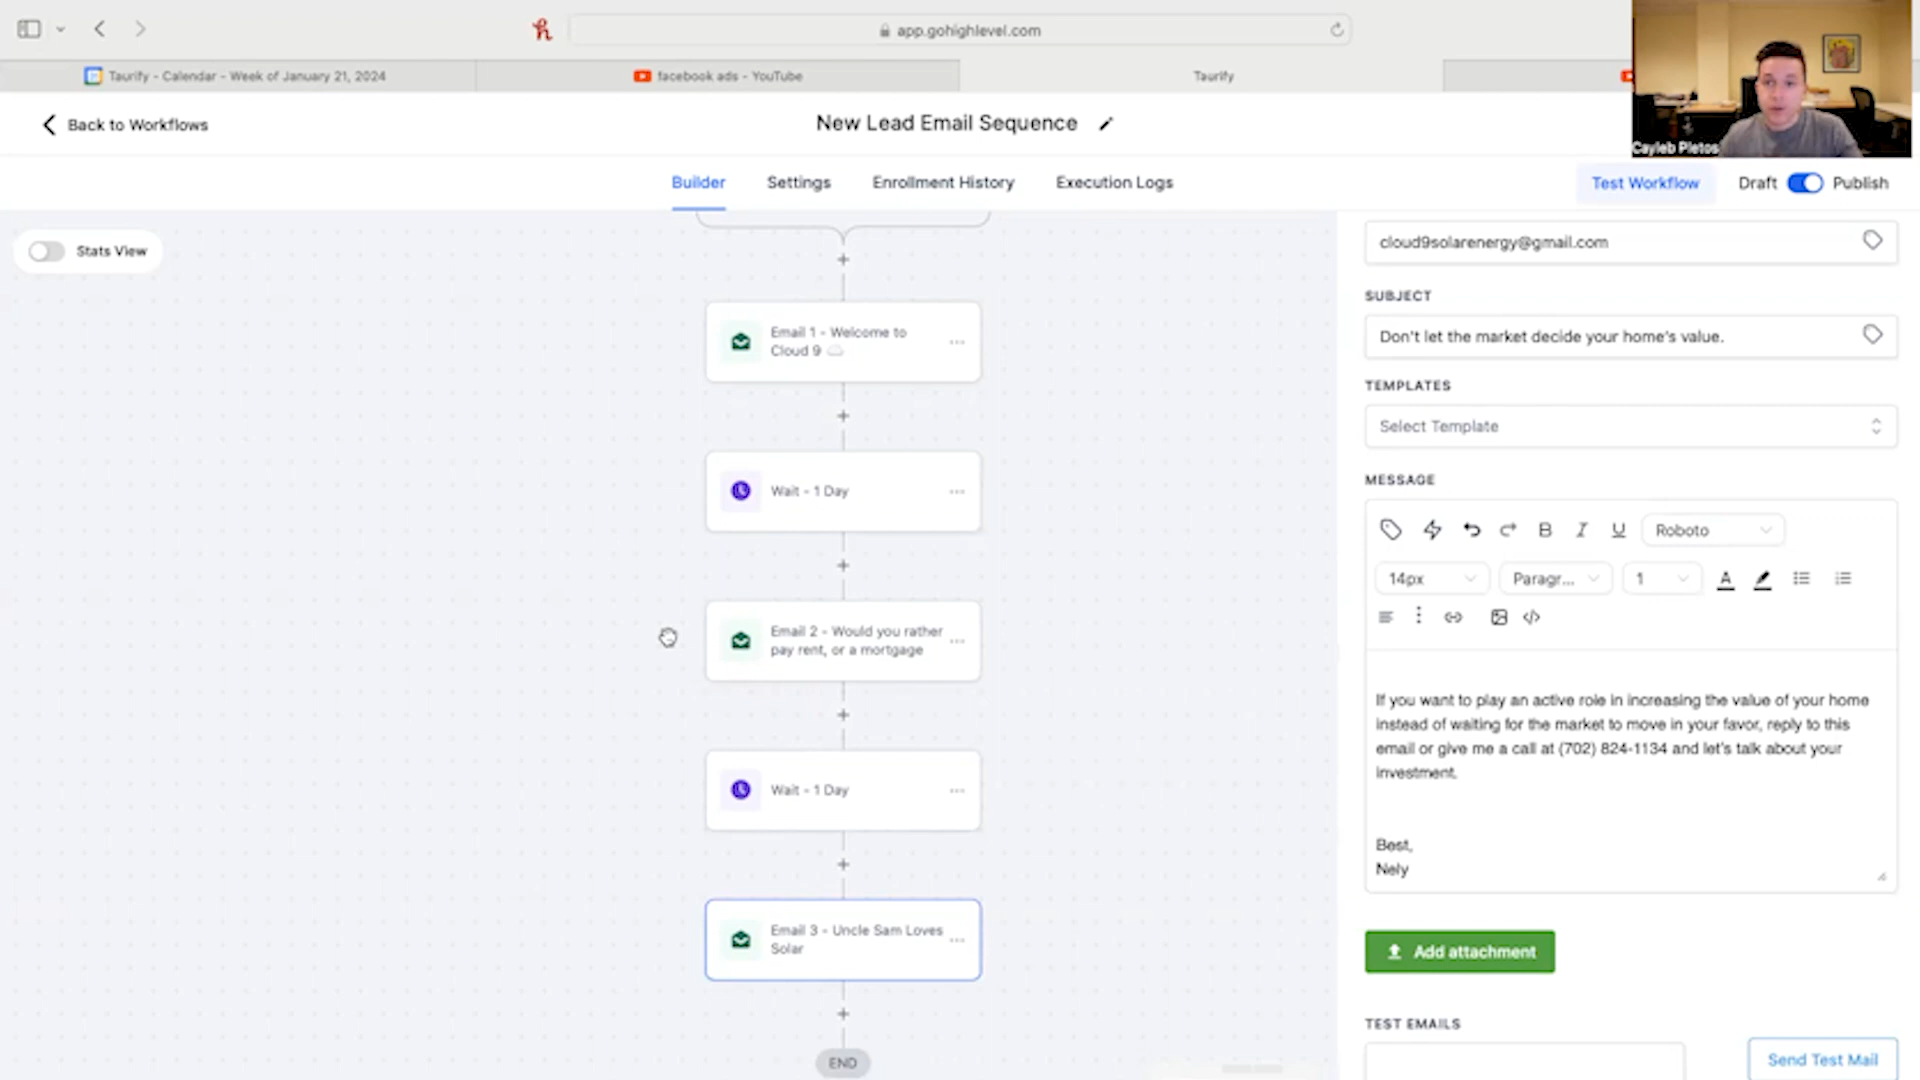 app.gohighlevel.com
Taurify - Calendar - Week of January 21, 2024
facebook ads - YouTube
Taurify
Cayleb Pletos
Back to Workflows
New Lead Email Sequence
Builder
Settings
Enrollment History
Execution Logs
Test Workflow
Draft
Publish
Stats View
Email 1 - Welcome to
Cloud 9
Wait - 1 Day
Email 2 - Would you rather
pay rent, or a mortgage
Wait - 1 Day
Email 3 - Uncle Sam Loves
Solar
END
cloud9solarenergy@gmail.com
SUBJECT
Don't let the market decide your home's value.
TEMPLATES
Select Template
MESSAGE
B I U Roboto
14px Paragr... 1 A
If you want to play an active role in increasing the value of your home
instead of waiting for the market to move in your favor, reply to this
email or give me a call at (702) 824-1134 and let's talk about your
investment.
Best,
Nely
Add attachment
TEST EMAILS
Send Test Mail